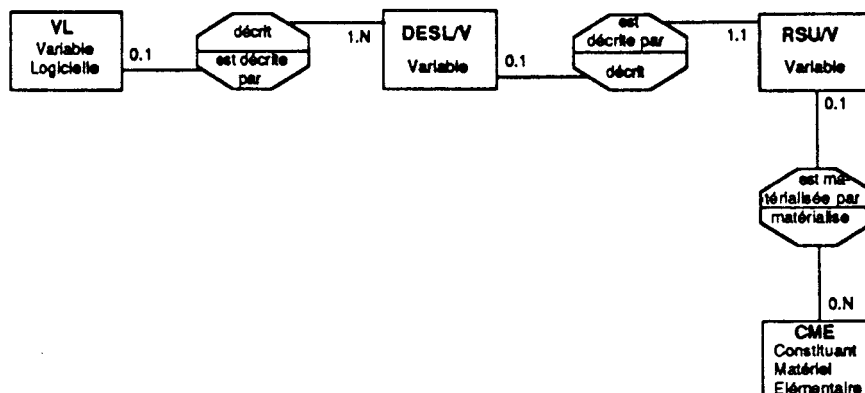 VL
Variable
Logicielle
0.1
décrit
est décrite
par
1.N
DESL/V
Variable
0.1
est
décrite par
décrit
1.1
RSU/V
Variable
0.1
est ma-
térialisée par
matérialise
0.N
CME
Constituant
Matériel
Elémentaire